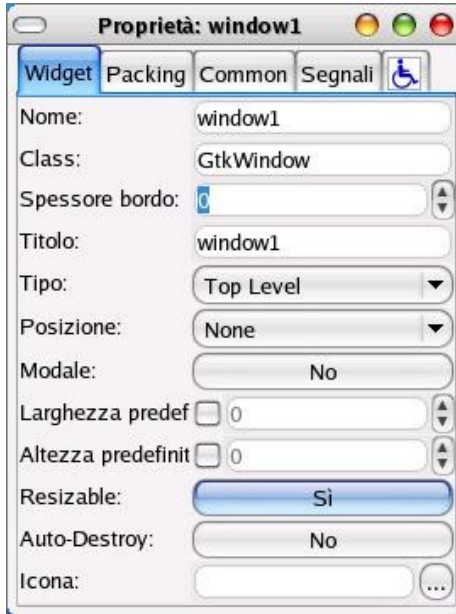 Proprietà: window1
Widget Packing Common Segnali
Nome: window1
Class: GtkWindow
Spessore bordo: 0
Titolo: window1
Tipo: Top Level
Posizione: None
Modale: No
Larghezza predef 0
Altezza predefinit 0
Resizable: Sì
Auto-Destroy: No
Icona: ...